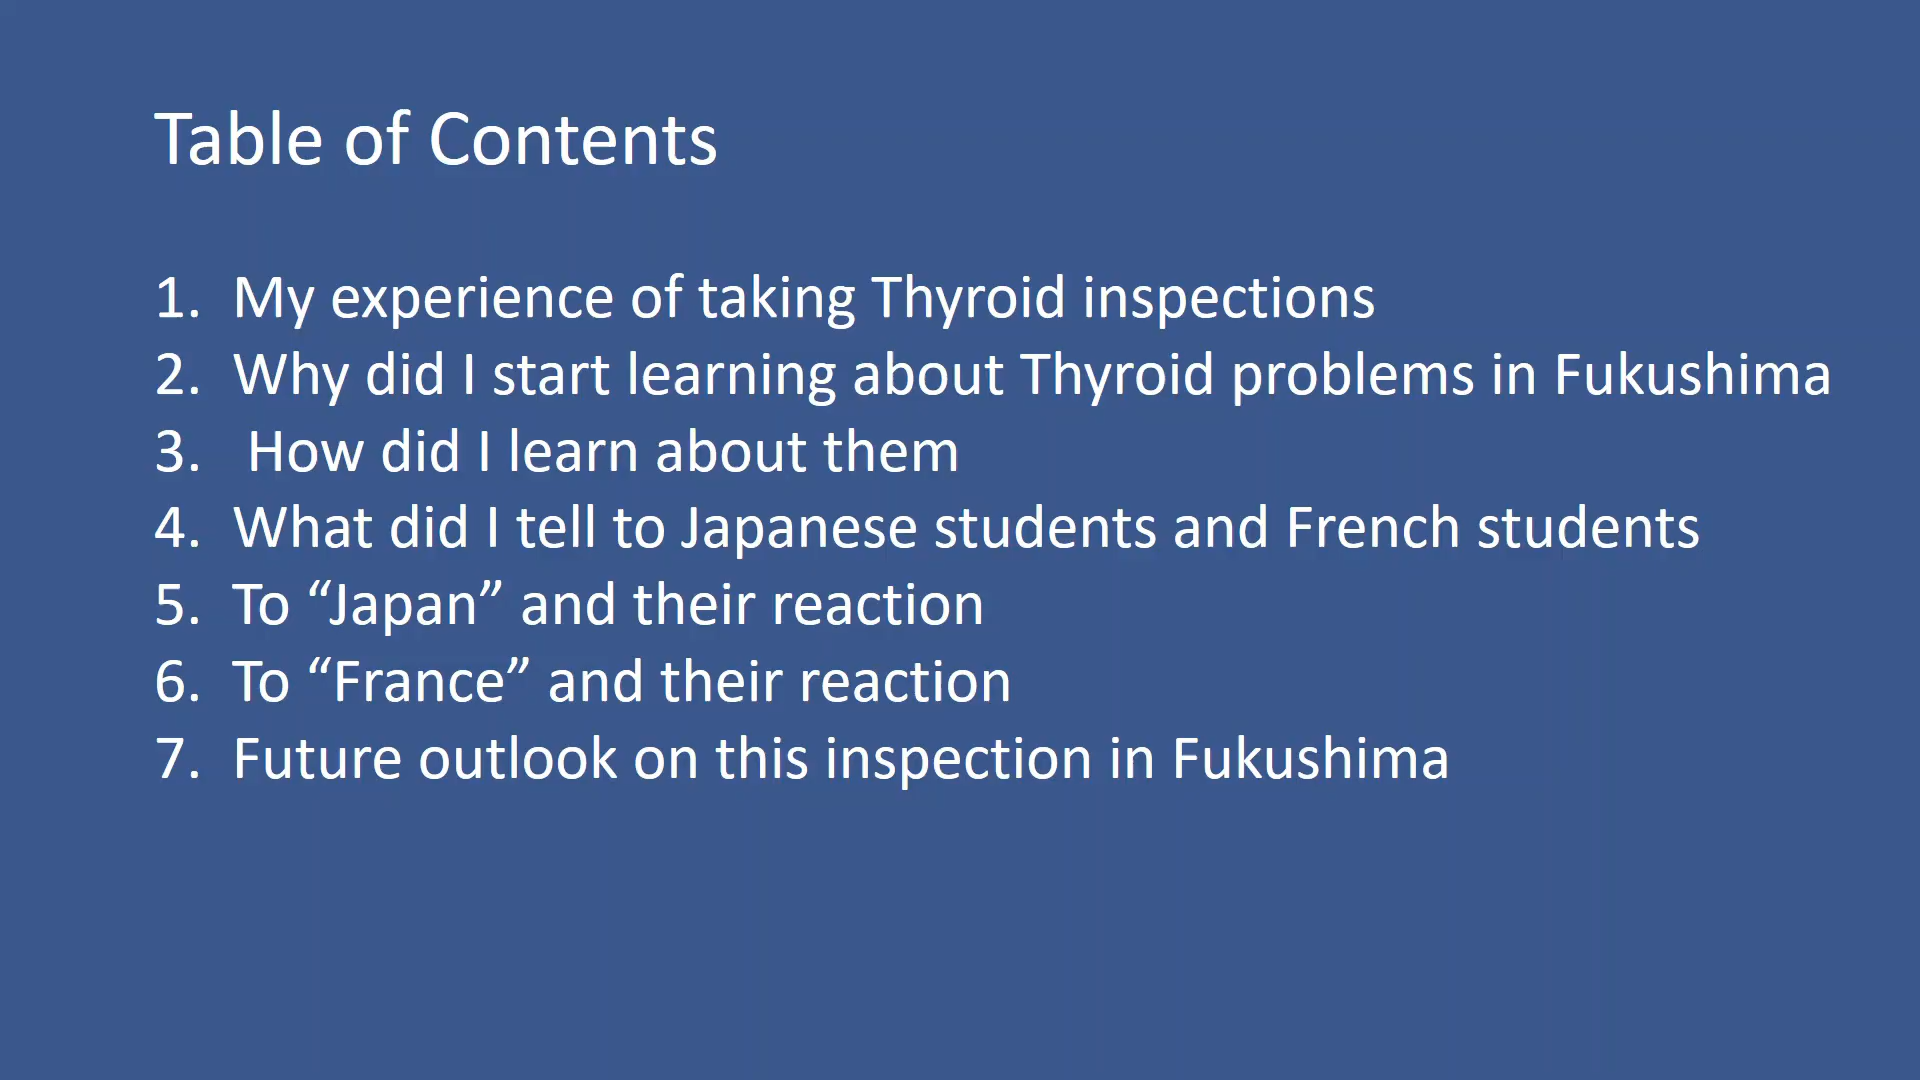 Table of Contents
1. My experience of taking Thyroid inspections
2. Why did I start learning about Thyroid problems in Fukushima
3. How did I learn about them
4. What did I tell to Japanese students and French students
5. To “Japan” and their reaction
6. To “France” and their reaction
7. Future outlook on this inspection in Fukushima